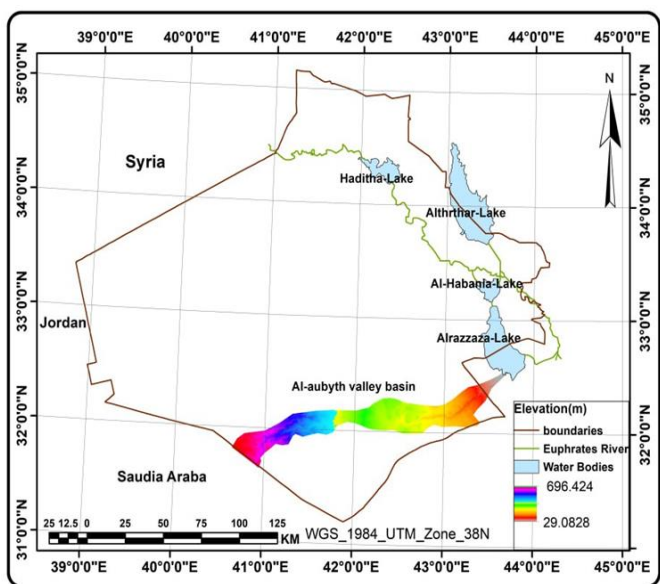 39°0'0"N 40°0'0"N 41°0'0"N 42°0'0"N 43°0'0"N 44°0'0"N 45°0'0"N
35°0'0"N
35°0'0"N
N
Syria
Haditha-Lake
34°0'0"N
Althrthar-Lake
34°0'0"N
Al-Habania-Lake
33°0'0"N
Jordan
Alrazzaza-Lake
33°0'0"N
Al-aubyth valley basin
32°0'0"N
32°0'0"N
Saudia Araba
Elevation(m)
boundaries
Euphrates River
Water Bodies
696.424
29.0828
25 12.5 0 25 50 75 100 125
KM
WGS_1984_UTM_Zone_38N
31°0'0"N
39°0'0"N 40°0'0"N 41°0'0"N 42°0'0"N 43°0'0"N 44°0'0"N 45°0'0"N